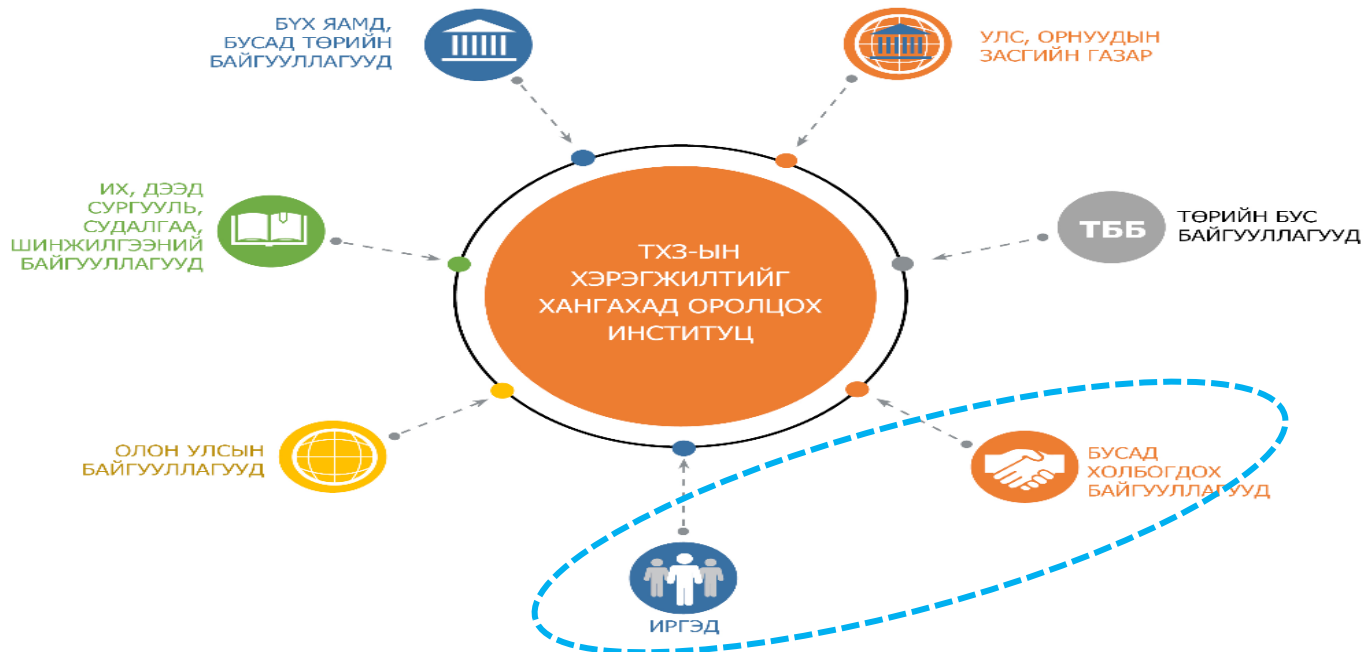 БҮХ ЯАМД,
БУСАД ТӨРИЙН
БАЙГУУЛЛАГУУД
УЛС, ОРНУУДЫН
ЗАСГИЙН ГАЗАР
ИХ, ДЭЭД
СУРГУУЛЬ,
СУДАЛГАА,
ШИНЖИЛГЭЭНИЙ
БАЙГУУЛЛАГУУД
ТББ
ТӨРИЙН БУС
БАЙГУУЛЛАГУУД
ТХЗ-ЫН
ХЭРЭГЖИЛТИЙГ
ХАНГАХАД ОРОЛЦОХ
ИНСТИТУЦ
ОЛОН УЛСЫН
БАЙГУУЛЛАГУУД
БУСАД
ХОЛБОГДОХ
БАЙГУУЛЛАГУУД
ИРГЭД